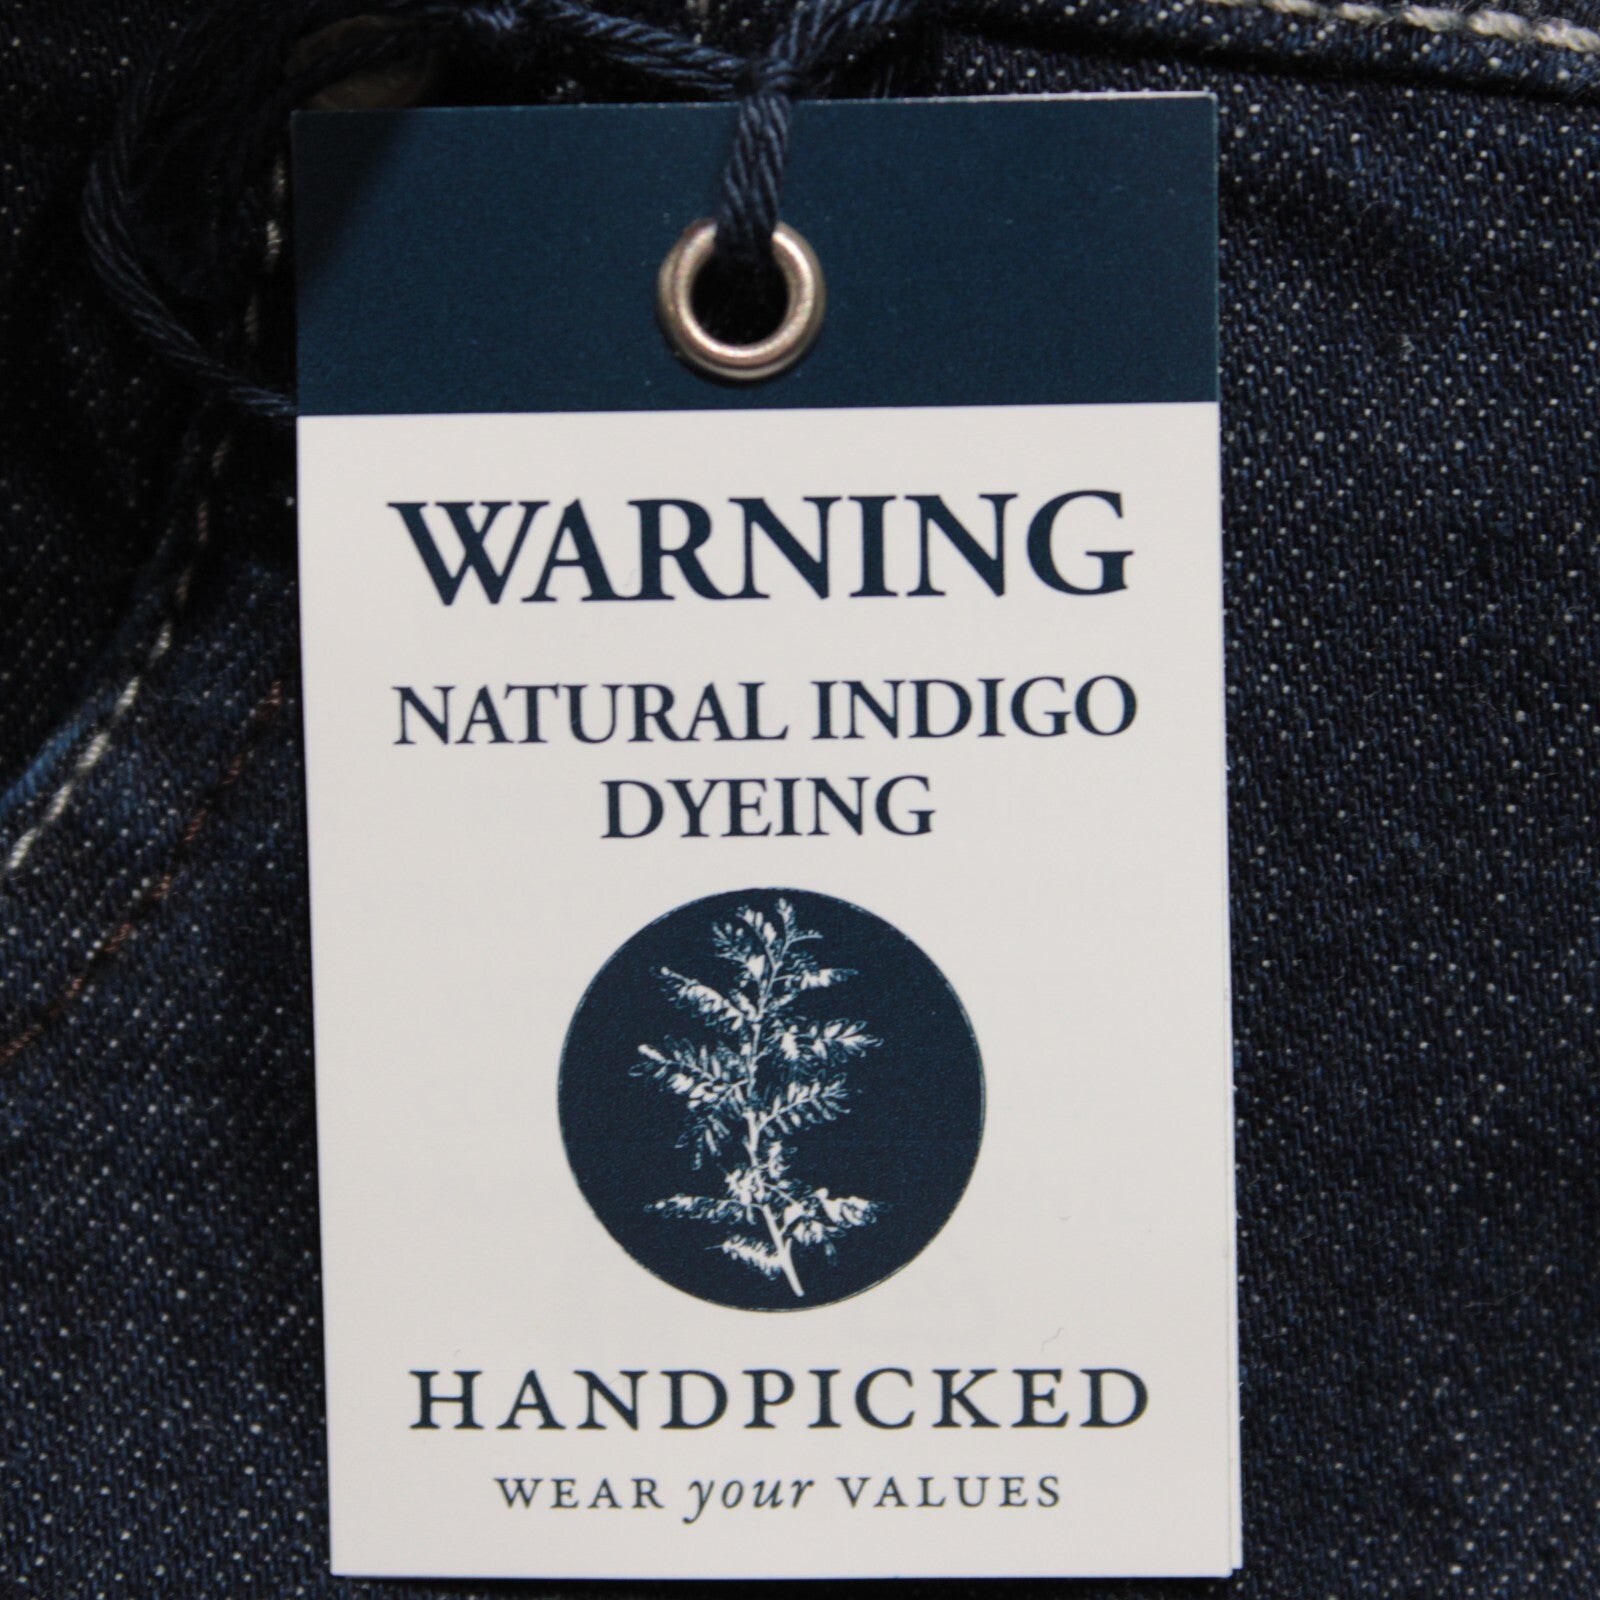 WARNING
NATURAL INDIGO
DYEING
HANDPICKED
WEAR your VALUES